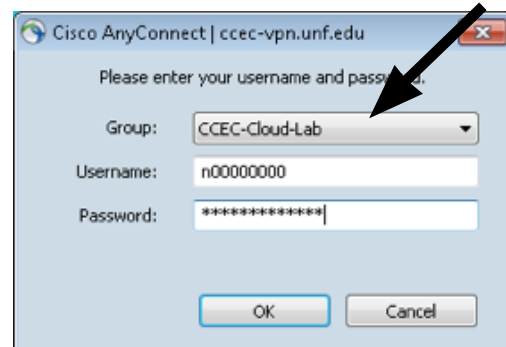 Cisco AnyConnect | ccec-vpn.unf.edu
Please enter your username and password.
Group: CCEC-Cloud-Lab
Username: n00000000
Password: *************
OK Cancel